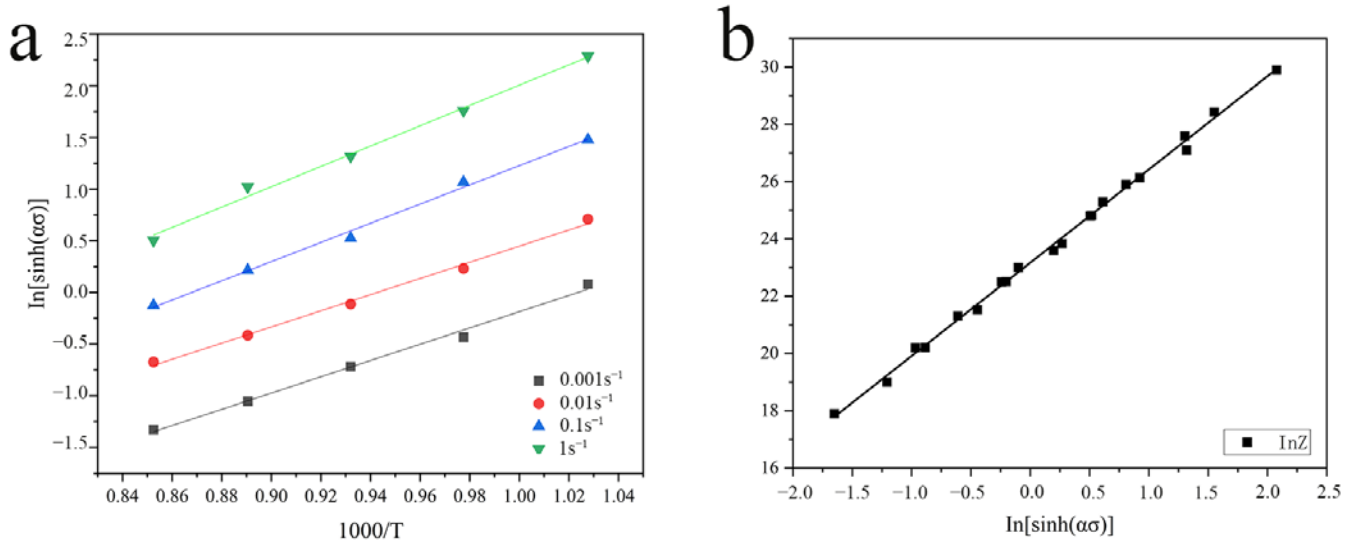 a
2.5
2.0
1.5
1.0
0.5
0.0
−0.5
−1.0
−1.5
In[sinh(ασ)]
0.001s⁻¹
0.01s⁻¹
0.1s⁻¹
1s⁻¹
0.84 0.86 0.88 0.90 0.92 0.94 0.96 0.98 1.00 1.02 1.04
1000/T
b
30
28
26
24
22
20
18
16
InZ
−2.0 −1.5 −1.0 −0.5 0.0 0.5 1.0 1.5 2.0 2.5
In[sinh(ασ)]